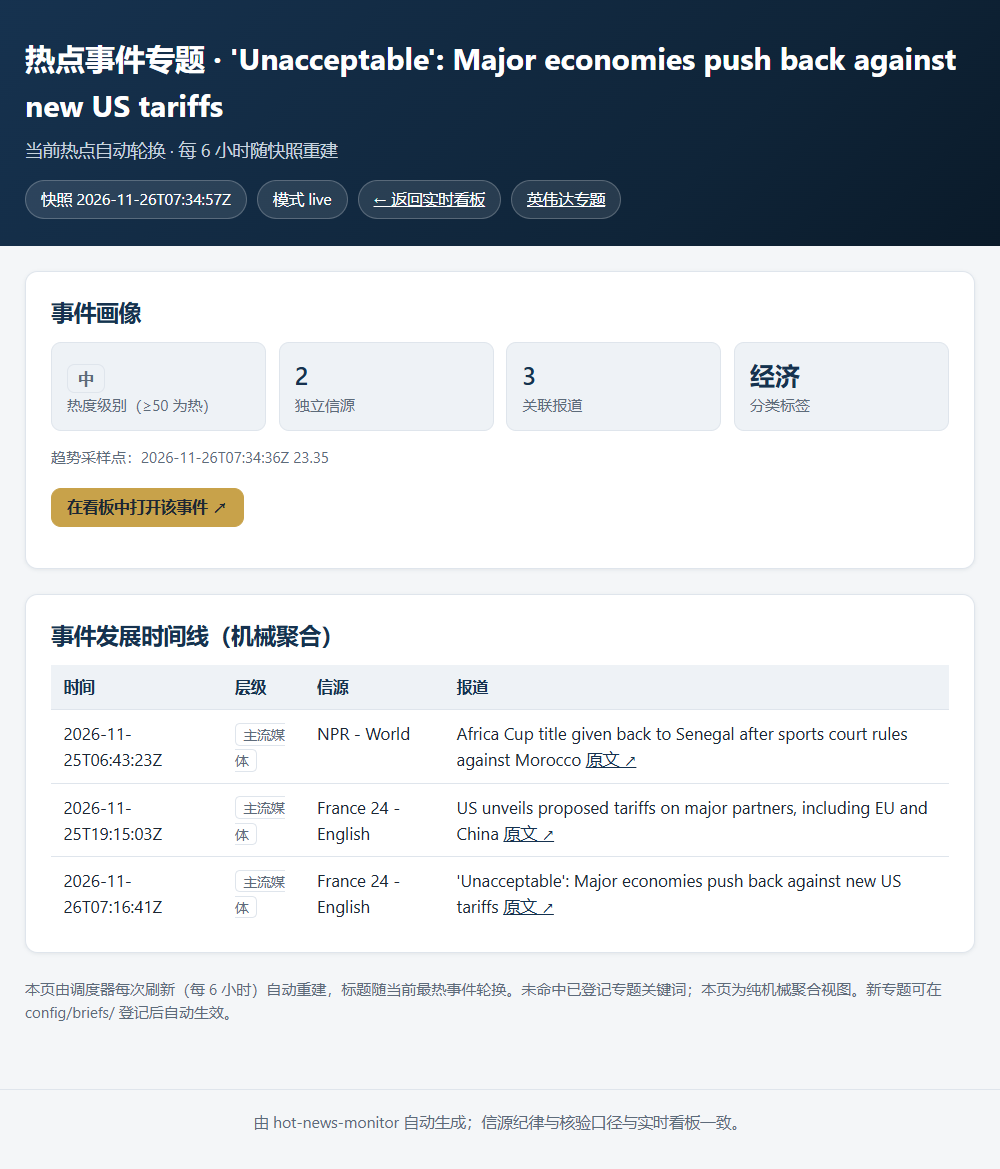 热点事件专题 · 'Unacceptable': Major economies push back against
new US tariffs
当前热点自动轮换 · 每 6 小时随快照重建
快照 2026-11-26T07:34:57Z 模式 live ← 返回实时看板 英伟达专题
事件画像
中 2 3 经济
热度级别（≥50 为热） 独立信源 关联报道 分类标签
趋势采样点：2026-11-26T07:34:36Z 23.35
在看板中打开该事件 ↗
事件发展时间线（机械聚合）
时间 层级 信源 报道
2026-11- 主流媒 NPR - World Africa Cup title given back to Senegal after sports court rules
25T06:43:23Z 体 against Morocco 原文 ↗
2026-11- 主流媒 France 24 - US unveils proposed tariffs on major partners, including EU and
25T19:15:03Z 体 English China 原文 ↗
2026-11- 主流媒 France 24 - 'Unacceptable': Major economies push back against new US
26T07:16:41Z 体 English tariffs 原文 ↗
本页由调度器每次刷新（每 6 小时）自动重建，标题随当前最热事件轮换。未命中已登记专题关键词；本页为纯机械聚合视图。新专题可在
config/briefs/ 登记后自动生效。
由 hot-news-monitor 自动生成；信源纪律与核验口径与实时看板一致。